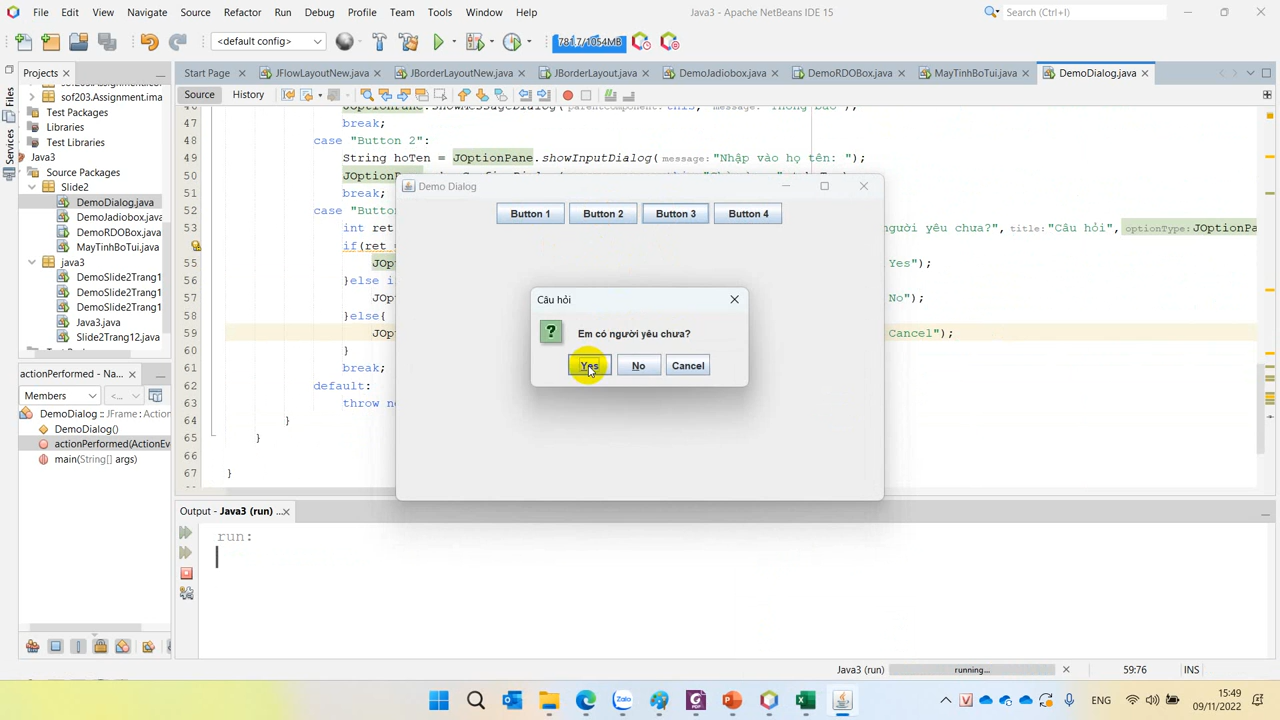 File Edit View Navigate Source Refactor Run Debug Profile Team Tools Window Help
Java3 - Apache NetBeans IDE 15
Search (Ctrl+I)
<default config>
781,7/1054MB
Projects
Start Page
JFlowLayoutNew.java
JBorderLayoutNew.java
JBorderLayout.java
DemoJadiobox.java
DemoRDOBox.java
MayTinhBoTui.java
DemoDialog.java
Files
Services
sof203.Assignment.ima
Test Packages
Libraries
Test Libraries
Java3
Source Packages
Slide2
DemoDialog.java
DemoJadiobox.java
DemoRDOBox.java
MayTinhBoTui.java
java3
DemoSlide2Trang1
DemoSlide2Trang1
DemoSlide2Trang1
Java3.java
Slide2Trang12.java
actionPerformed - Na...
Members
<...
DemoDialog :: JFrame : Action
DemoDialog()
actionPerformed(ActionEv
main(String[] args)
Source History
47 break;
48 case "Button 2":
49 String hoTen = JOptionPane.showInputDialog(message:"Nhập vào họ tên: ");
50
51 break;
52 case "Butto
53 int ret
người yêu chưa?", title:"Câu hỏi", optionType:JOptionPa
if(ret
55 JOpt
Yes");
56 }else i
57 JOpt
No");
58 }else{
59 JOpt
Cancel");
60 }
61 break;
62 default:
63 throw ne
64 }
65 }
66
67 }
Demo Dialog
Button 1 Button 2 Button 3 Button 4
Câu hỏi
Em có người yêu chưa?
Yes No Cancel
Output - Java3 (run) ...
run:
Java3 (run)
running...
59:76
INS
Zalo
ENG
15:49
09/11/2022